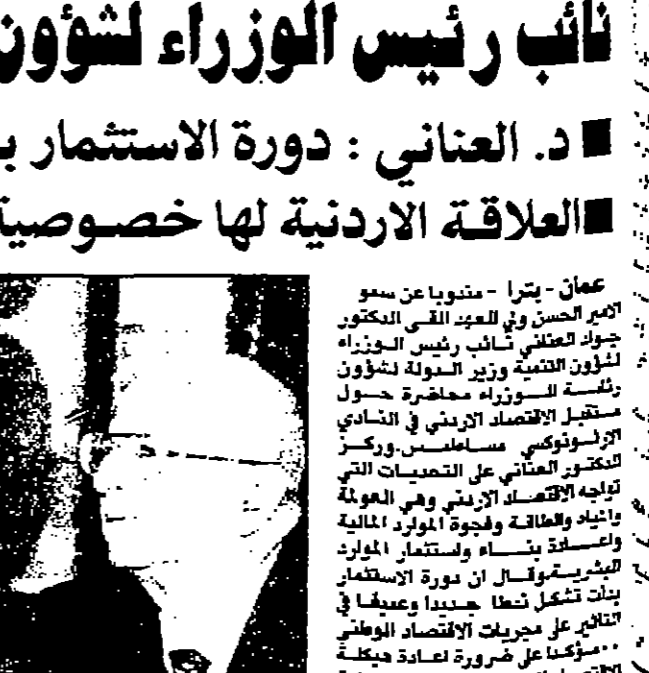 نائب رئيس الوزراء لشؤون
■ د. العناني : دورة الاستثمار بـ
■العلاقة الاردنية لها خصوصية
عمان - بترا - مندوبا عن سمو
الامير الحسن ولي العهد القى الدكتور
جواد العناني نائب رئيس الوزراء
لشؤون التنمية وزير الدولة لشؤون
رئاسة الوزراء محاضرة حول
مستقبل الاقتصاد الاردني في النادي
الارثوذوكسي مساء امس.وركز
الدكتور العناني على التحديات التي
تواجه الاقتصاد الاردني وهي العولمة
والمياه والطاقة وفجوة الموارد المالية
واعادة بناء واستثمار الموارد
البشرية.وقال ان دورة الاستثمار
بدأت تشكل نمطا جديدا وعميقا في
التاثير على مجريات الاقتصاد الوطني
..مؤكدا على ضرورة اعادة هيكلة